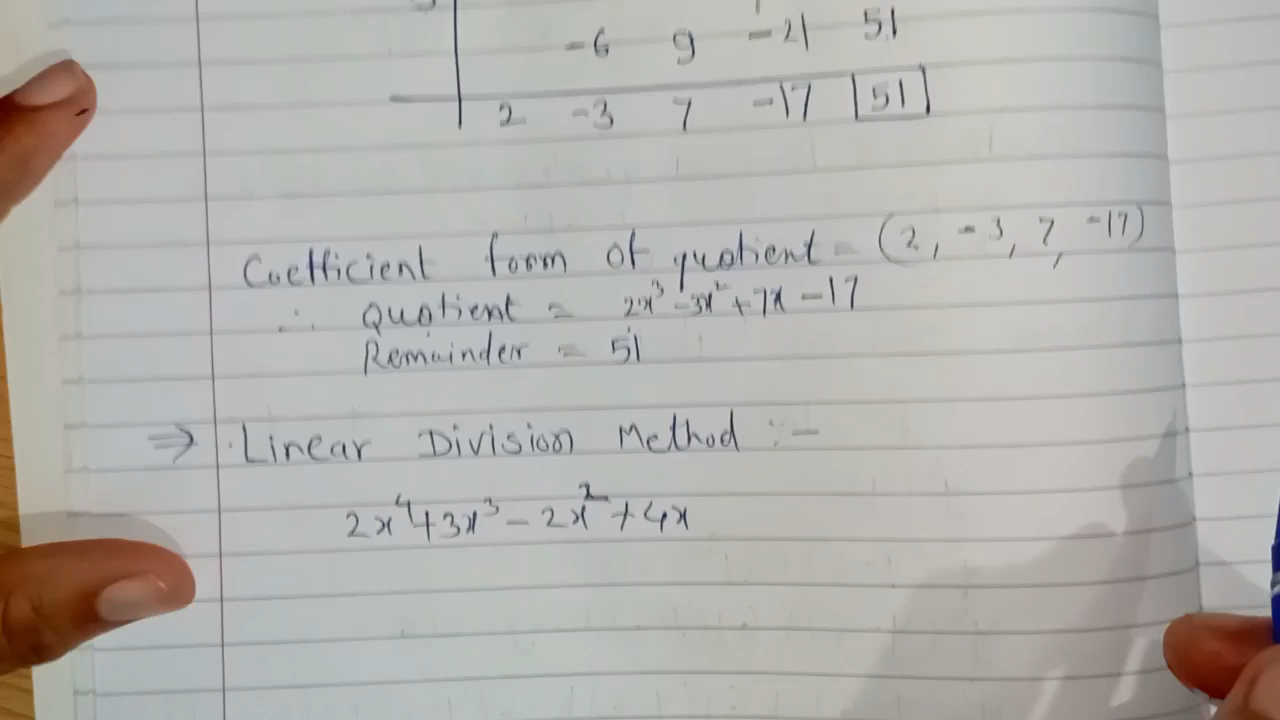 -6 9 -21 51
2 -3 7 -17 51
Coefficient form of quotient = (2, -3, 7, -17)
∴ Quotient = 2x³ -3x² +7x -17
Remainder = 51
⇒ Linear Division Method :-
2x⁴+3x³-2x²+4x